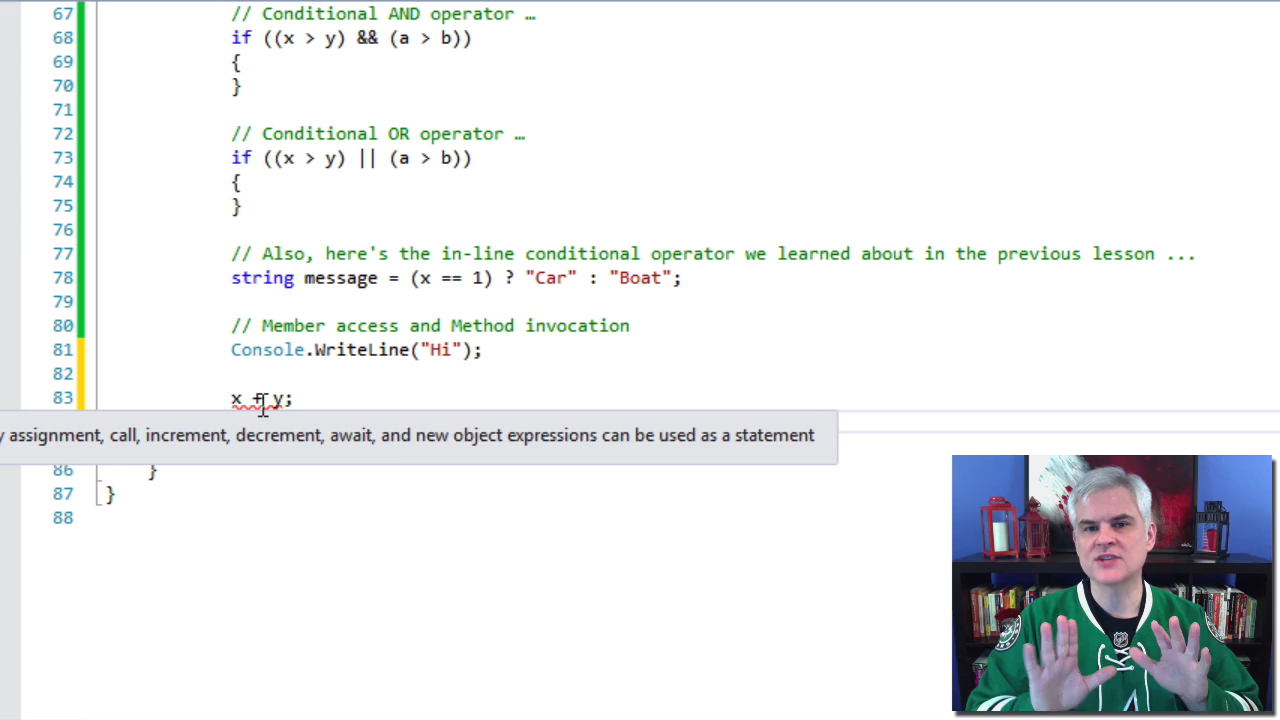 67 // Conditional AND operator …
68 if ((x > y) && (a > b))
69 {
70 }
71
72 // Conditional OR operator …
73 if ((x > y) || (a > b))
74 {
75 }
76
77 // Also, here's the in-line conditional operator we learned about in the previous lesson ...
78 string message = (x == 1) ? "Car" : "Boat";
79
80 // Member access and Method invocation
81 Console.WriteLine("Hi");
82
83 x + y;
assignment, call, increment, decrement, await, and new object expressions can be used as a statement
86 }
87 }
88